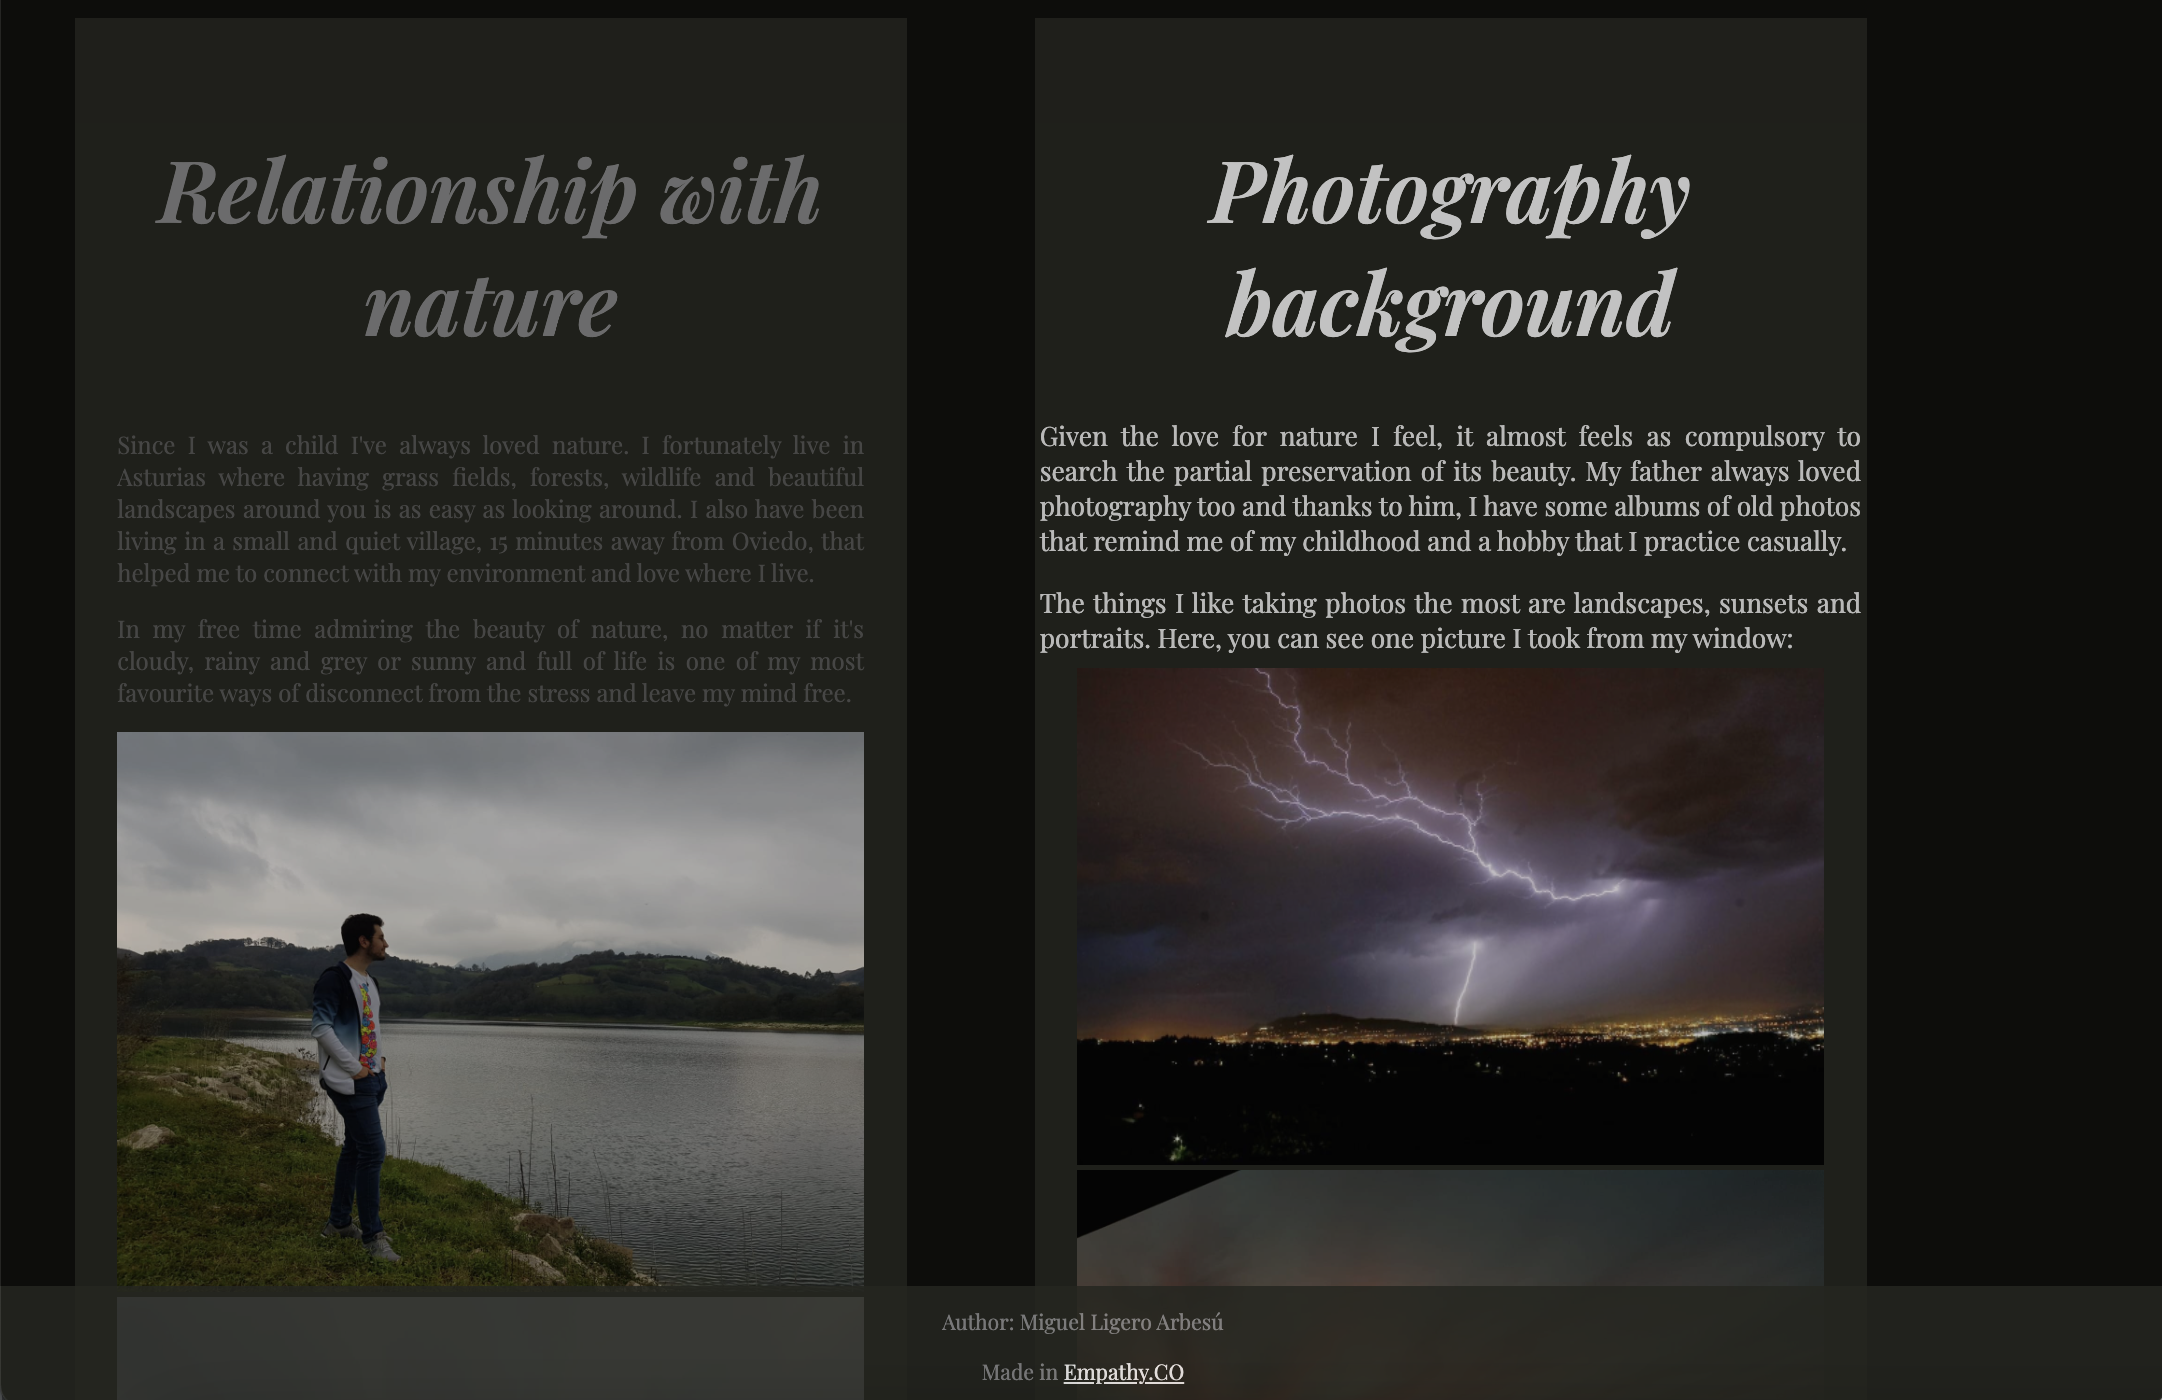 Relationship with
nature
Since I was a child I've always loved nature. I fortunately live in
Asturias where having grass fields, forests, wildlife and beautiful
landscapes around you is as easy as looking around. I also have been
living in a small and quiet village, 15 minutes away from Oviedo, that
helped me to connect with my environment and love where I live.
In my free time admiring the beauty of nature, no matter if it's
cloudy, rainy and grey or sunny and full of life is one of my most
favourite ways of disconnect from the stress and leave my mind free.
Photography
background
Given the love for nature I feel, it almost feels as compulsory to
search the partial preservation of its beauty. My father always loved
photography too and thanks to him, I have some albums of old photos
that remind me of my childhood and a hobby that I practice casually.
The things I like taking photos the most are landscapes, sunsets and
portraits. Here, you can see one picture I took from my window:
Author: Miguel Ligero Arbesú
Made in Empathy.CO